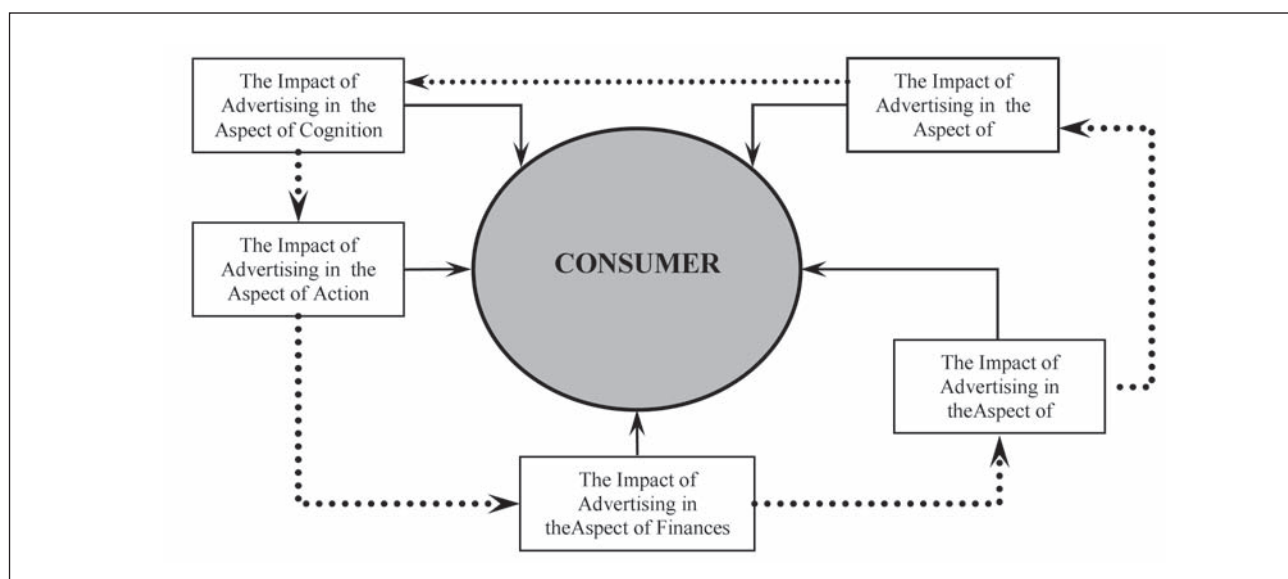 The Impact of
Advertising in the
Aspect of Cognition
The Impact of
Advertising in the
Aspect of
The Impact of
Advertising in the
Aspect of Action
CONSUMER
The Impact of
Advertising in
theAspect of
The Impact of
Advertising in
theAspect of Finances